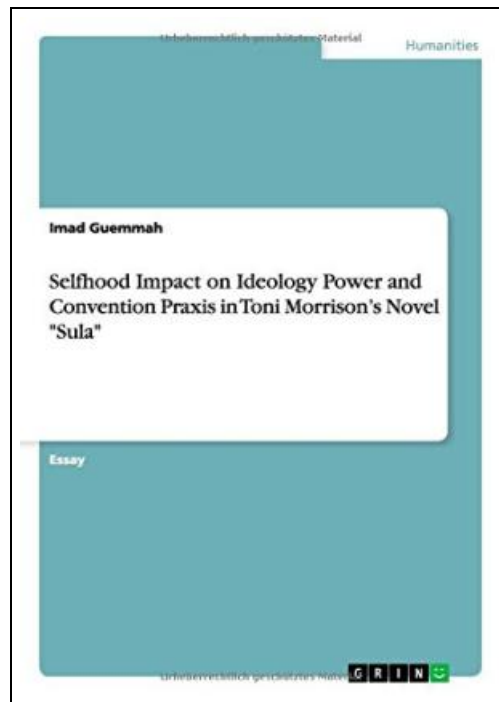 Urheberrechtlich geschütztes Material
Humanities
Imad Guemmah
Selfhood Impact on Ideology Power and
Convention Praxis in Toni Morrison's Novel
"Sula"
Essay
Urheberrechtlich geschütztes
GRIN